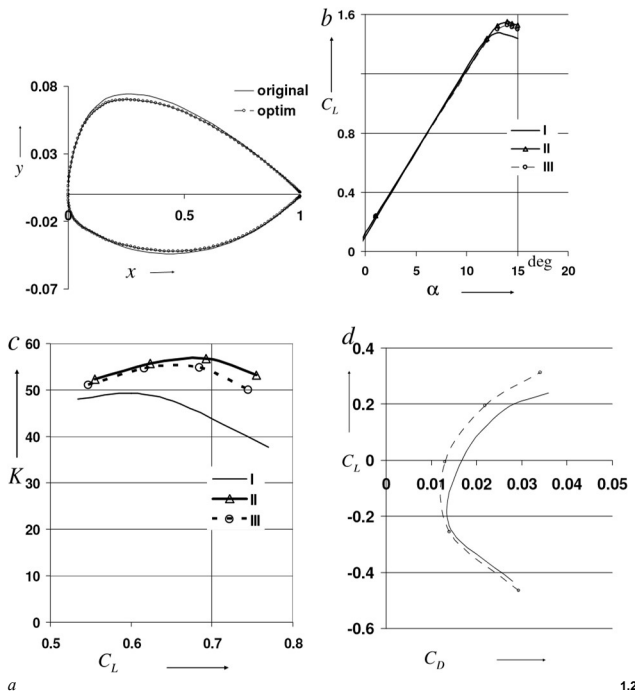 original
optim
0.08
0.03
-0.02
-0.07
y
0
0.5
1
x
b
1.6
C_L
0.8
0.4
0
I
II
III
0
5
10
15
20
deg
α
c
60
50
40
K
30
20
10
0
I
II
III
0.5
0.6
0.7
0.8
C_L
d
0.4
0.2
C_L
0
0
0.01
0.02
0.03
0.04
0.05
-0.2
-0.4
-0.6
C_D
a
1.2